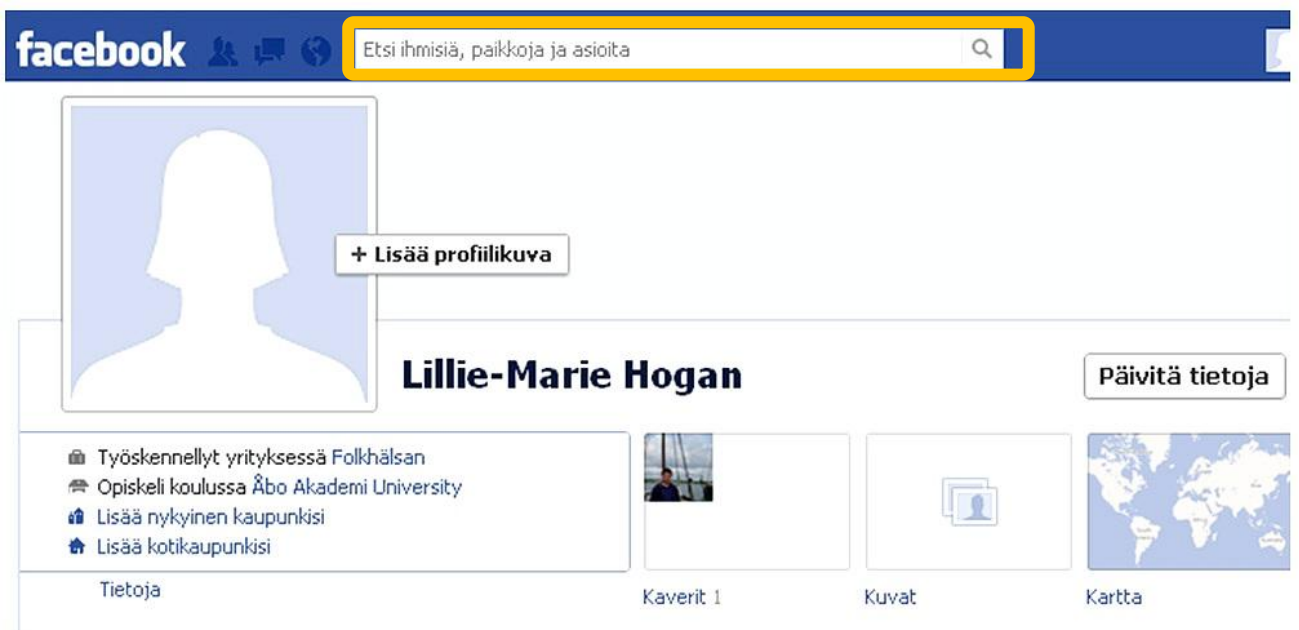 facebook
Etsi ihmisiä, paikkoja ja asioita
+ Lisää profiilikuva
Lillie-Marie Hogan
Päivitä tietoja
Työskennellyt yrityksessä Folkhälsan
Opiskeli koulussa Åbo Akademi University
Lisää nykyinen kaupunkisi
Lisää kotikaupunkisi
Tietoja
Kaverit 1
Kuvat
Kartta